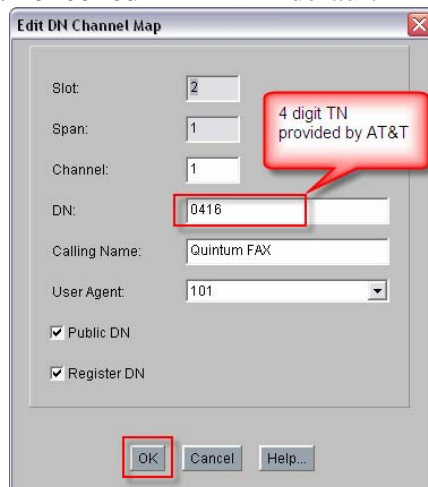 Edit DN Channel Map
Slot: 2
4 digit TN
provided by AT&T
Span: 1
Channel: 1
DN: 0416
Calling Name: Quintum FAX
User Agent: 101
Public DN
Register DN
OK Cancel Help...